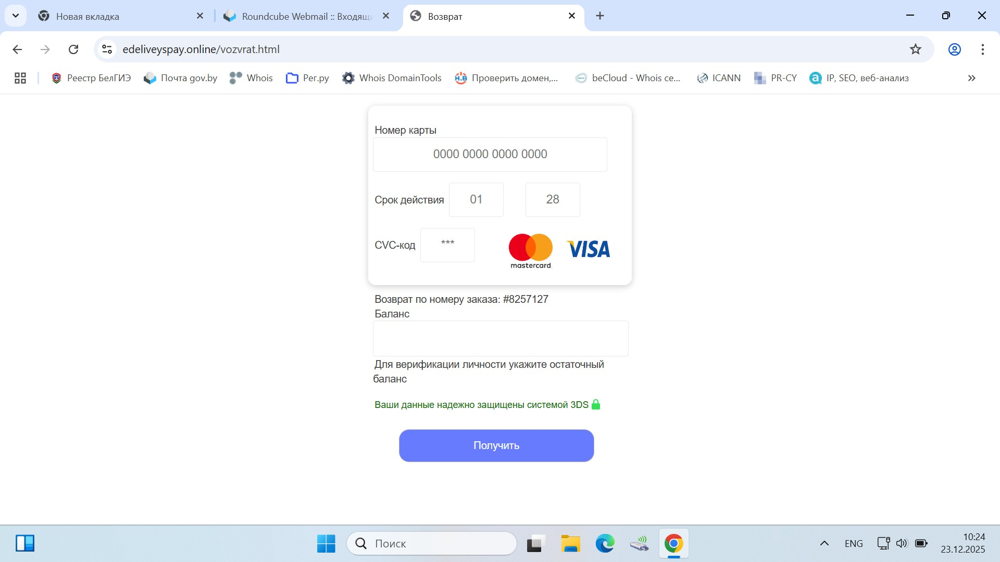 Новая вкладка
Roundcube Webmail :: Входящи
Возврат
edeliveyspay.online/vozvrat.html
Реестр БелГИЭ
Почта gov.by
Whois
Рег.ру
Whois DomainTools
Проверить домен,...
beCloud - Whois се...
ICANN
PR-CY
IP, SEO, веб-анализ
Номер карты
0000 0000 0000 0000
Срок действия 01 28
CVC-код ***
mastercard
VISA
Возврат по номеру заказа: #8257127
Баланс
Для верификации личности укажите остаточный
баланс
Ваши данные надежно защищены системой 3DS
Получить
Поиск
ENG
10:24
23.12.2025